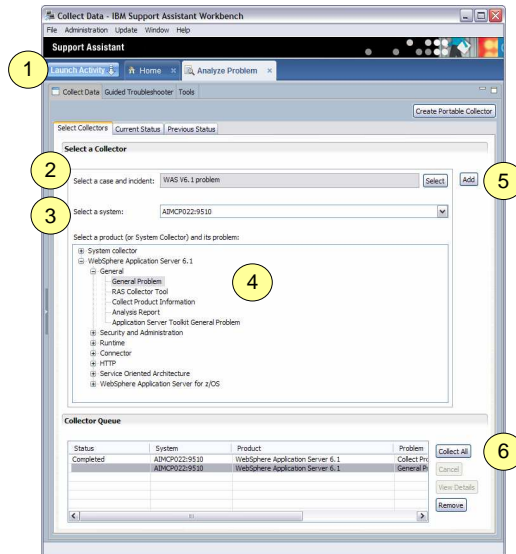 Collect Data - IBM Support Assistant Workbench
File Administration Update Window Help
Support Assistant
1
Launch Activity Home Analyze Problem
Collect Data Guided Troubleshooter Tools
Create Portable Collector
Select Collectors Current Status Previous Status
Select a Collector
2
Select a case and incident: WAS V6.1 problem Select Add
5
3
Select a system: AIMCP022:9510
Select a product (or System Collector) and its problem:
System collector
WebSphere Application Server 6.1
General
General Problem
4
RAS Collector Tool
Collect Product Information
Analysis Report
Application Server Toolkit General Problem
Security and Administration
Runtime
Connector
HTTP
Service Oriented Architecture
WebSphere Application Server for z/OS
Collector Queue
Status System Product Problem
Collect All
6
Completed AIMCP022:9510 WebSphere Application Server 6.1 Collect Pro
AIMCP022:9510 WebSphere Application Server 6.1 General Pr
Cancel
View Details
Remove